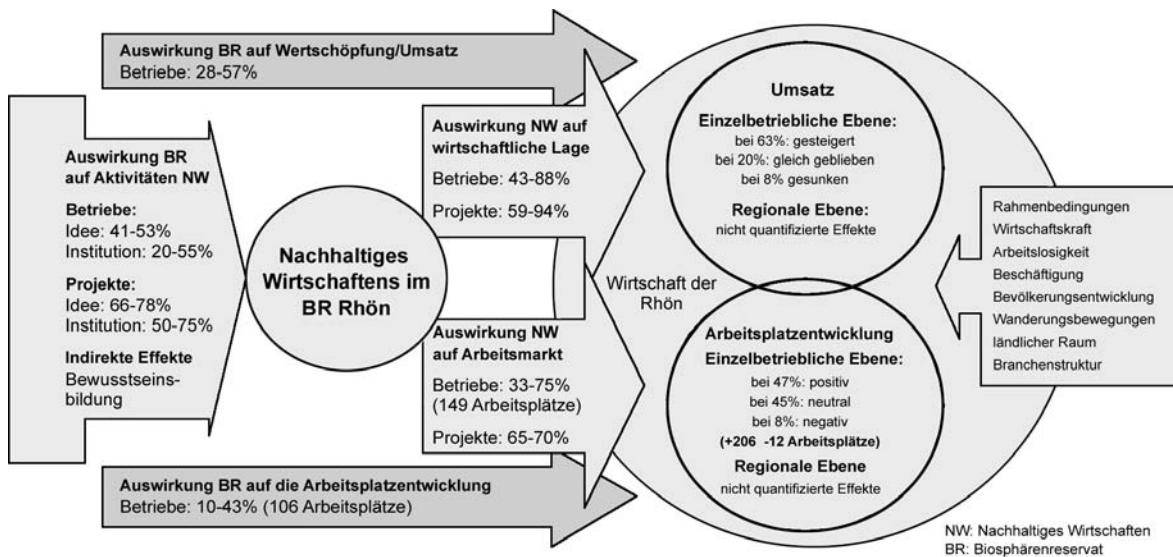 Auswirkung BR auf Wertschöpfung/Umsatz
Betriebe: 28-57%
Auswirkung BR
auf Aktivitäten NW
Betriebe:
Idee: 41-53%
Institution: 20-55%
Projekte:
Idee: 66-78%
Institution: 50-75%
Indirekte Effekte
Bewusstseins-
bildung
Nachhaltiges
Wirtschaftens im
BR Rhön
Auswirkung NW auf
wirtschaftliche Lage
Betriebe: 43-88%
Projekte: 59-94%
Auswirkung NW
auf Arbeitsmarkt
Betriebe: 33-75%
(149 Arbeitsplätze)
Projekte: 65-70%
Auswirkung BR auf die Arbeitsplatzentwicklung
Betriebe: 10-43% (106 Arbeitsplätze)
Wirtschaft der
Rhön
Umsatz
Einzelbetriebliche Ebene:
bei 63%: gesteigert
bei 20%: gleich geblieben
bei 8% gesunken
Regionale Ebene:
nicht quantifizierte Effekte
Arbeitsplatzentwicklung
Einzelbetriebliche Ebene:
bei 47%: positiv
bei 45%: neutral
bei 8%: negativ
(+206 -12 Arbeitsplätze)
Regionale Ebene
nicht quantifizierte Effekte
Rahmenbedingungen
Wirtschaftskraft
Arbeitslosigkeit
Beschäftigung
Bevölkerungsentwicklung
Wanderungsbewegungen
ländlicher Raum
Branchenstruktur
NW: Nachhaltiges Wirtschaften
BR: Biosphärenreservat